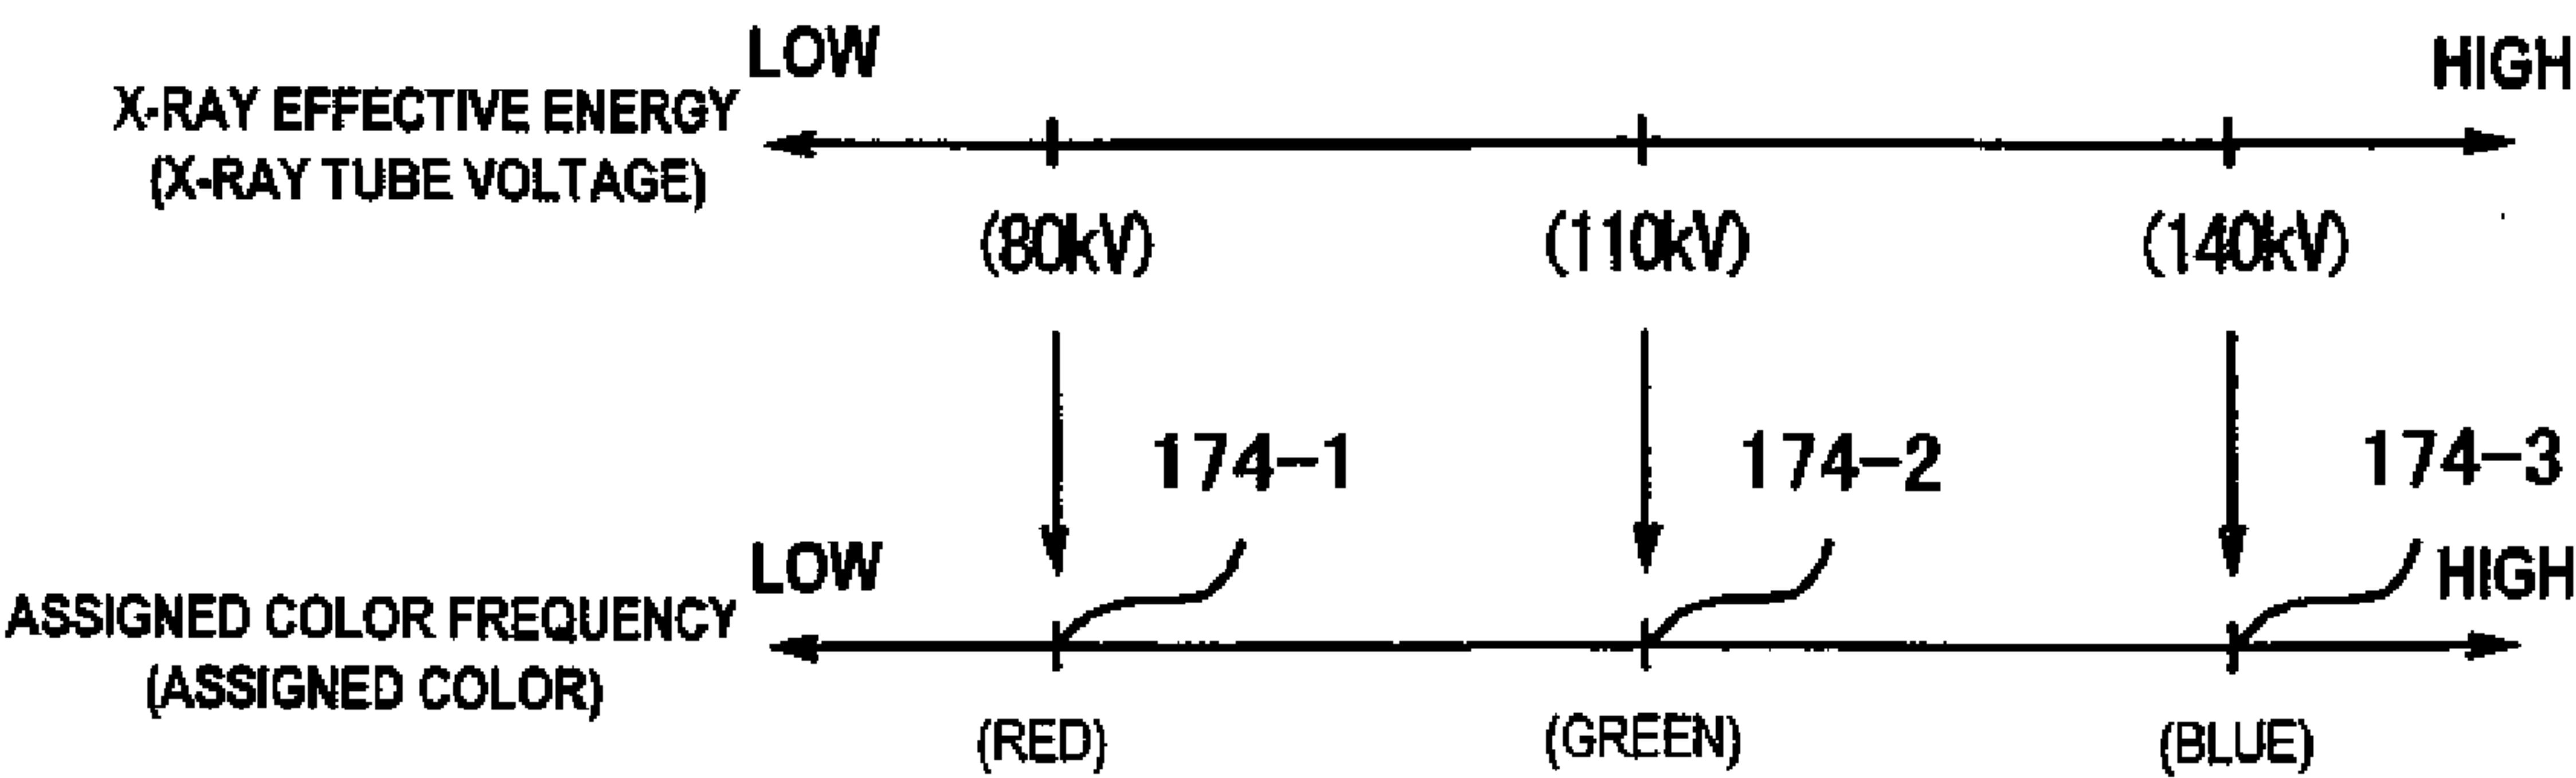 LOW
HIGH
X-RAY EFFECTIVE ENERGY
(X-RAY TUBE VOLTAGE)
(80kV) (110kV) (140kV)
174-1 174-2 174-3
LOW
HIGH
ASSIGNED COLOR FREQUENCY
(ASSIGNED COLOR)
(RED) (GREEN) (BLUE)